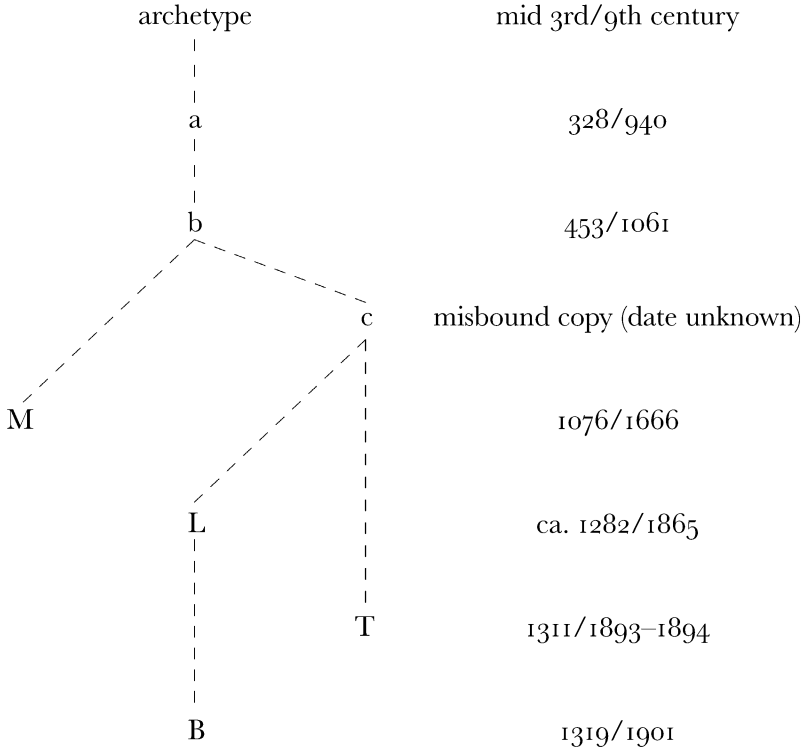 archetype mid 3rd/9th century
a 328/940
b 453/1061
c misbound copy (date unknown)
M 1076/1666
L ca. 1282/1865
T 1311/1893–1894
B 1319/1901